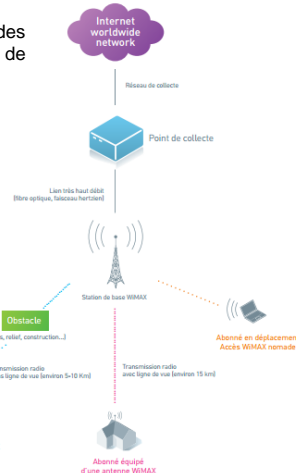 des
de
Internet
worldwide
network
Réseau de collecte
Point de collecte
Lien très haut débit
(fibre optique, faisceau hertzien)
Station de base WiMAX
Obstacle
s, relief, construction...)
Abonné en déplacement
Accès WiMAX nomade
nsmission radio
s ligne de vue (environ 5-10 Km)
Transmission radio
avec ligne de vue (environ 15 km)
Abonné équipé
d'une antenne WiMAX